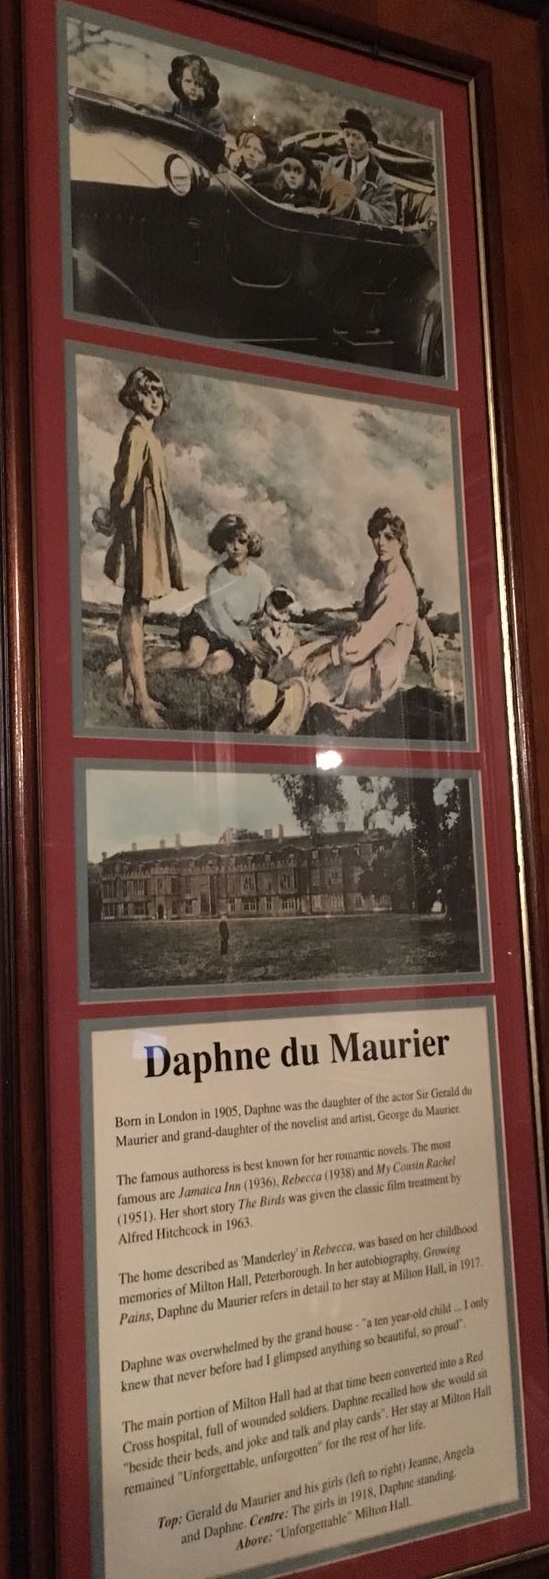 Daphne du Maurier
Born in London in 1905, Daphne was the daughter of the actor Sir Gerald du
Maurier and grand-daughter of the novelist and artist, George du Maurier.
The famous authoress is best known for her romantic novels. The most
famous are Jamaica Inn (1936), Rebecca (1938) and My Cousin Rachel
(1951). Her short story The Birds was given the classic film treatment by
Alfred Hitchcock in 1963.
The home described as 'Manderley' in Rebecca, was based on her childhood
memories of Milton Hall, Peterborough. In her autobiography, Growing
Pains, Daphne du Maurier refers in detail to her stay at Milton Hall, in 1917.
Daphne was overwhelmed by the grand house - "a ten year-old child ... I only
knew that never before had I glimpsed anything so beautiful, so proud".
The main portion of Milton Hall had at that time been converted into a Red
Cross hospital, full of wounded soldiers. Daphne recalled how she would sit
"beside their beds, and joke and talk and play cards". Her stay at Milton Hall
remained "Unforgettable, unforgotten" for the rest of her life.
Top: Gerald du Maurier and his girls (left to right) Jeanne, Angela
and Daphne. Centre: The girls in 1918, Daphne standing.
Above: "Unforgettable" Milton Hall.